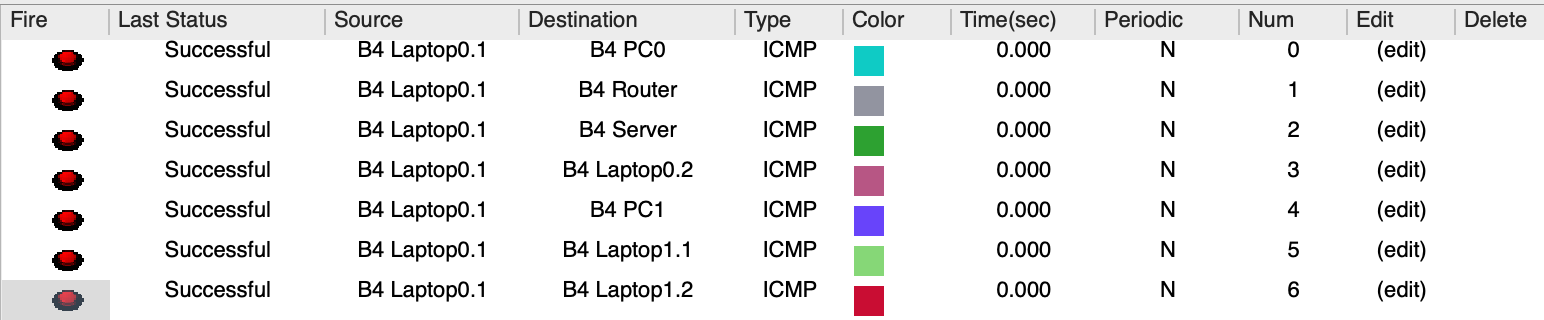 Fire Last Status Source Destination Type Color Time(sec) Periodic Num Edit Delete
Successful B4 Laptop0.1 B4 PC0 ICMP 0.000 N 0 (edit)
Successful B4 Laptop0.1 B4 Router ICMP 0.000 N 1 (edit)
Successful B4 Laptop0.1 B4 Server ICMP 0.000 N 2 (edit)
Successful B4 Laptop0.1 B4 Laptop0.2 ICMP 0.000 N 3 (edit)
Successful B4 Laptop0.1 B4 PC1 ICMP 0.000 N 4 (edit)
Successful B4 Laptop0.1 B4 Laptop1.1 ICMP 0.000 N 5 (edit)
Successful B4 Laptop0.1 B4 Laptop1.2 ICMP 0.000 N 6 (edit)